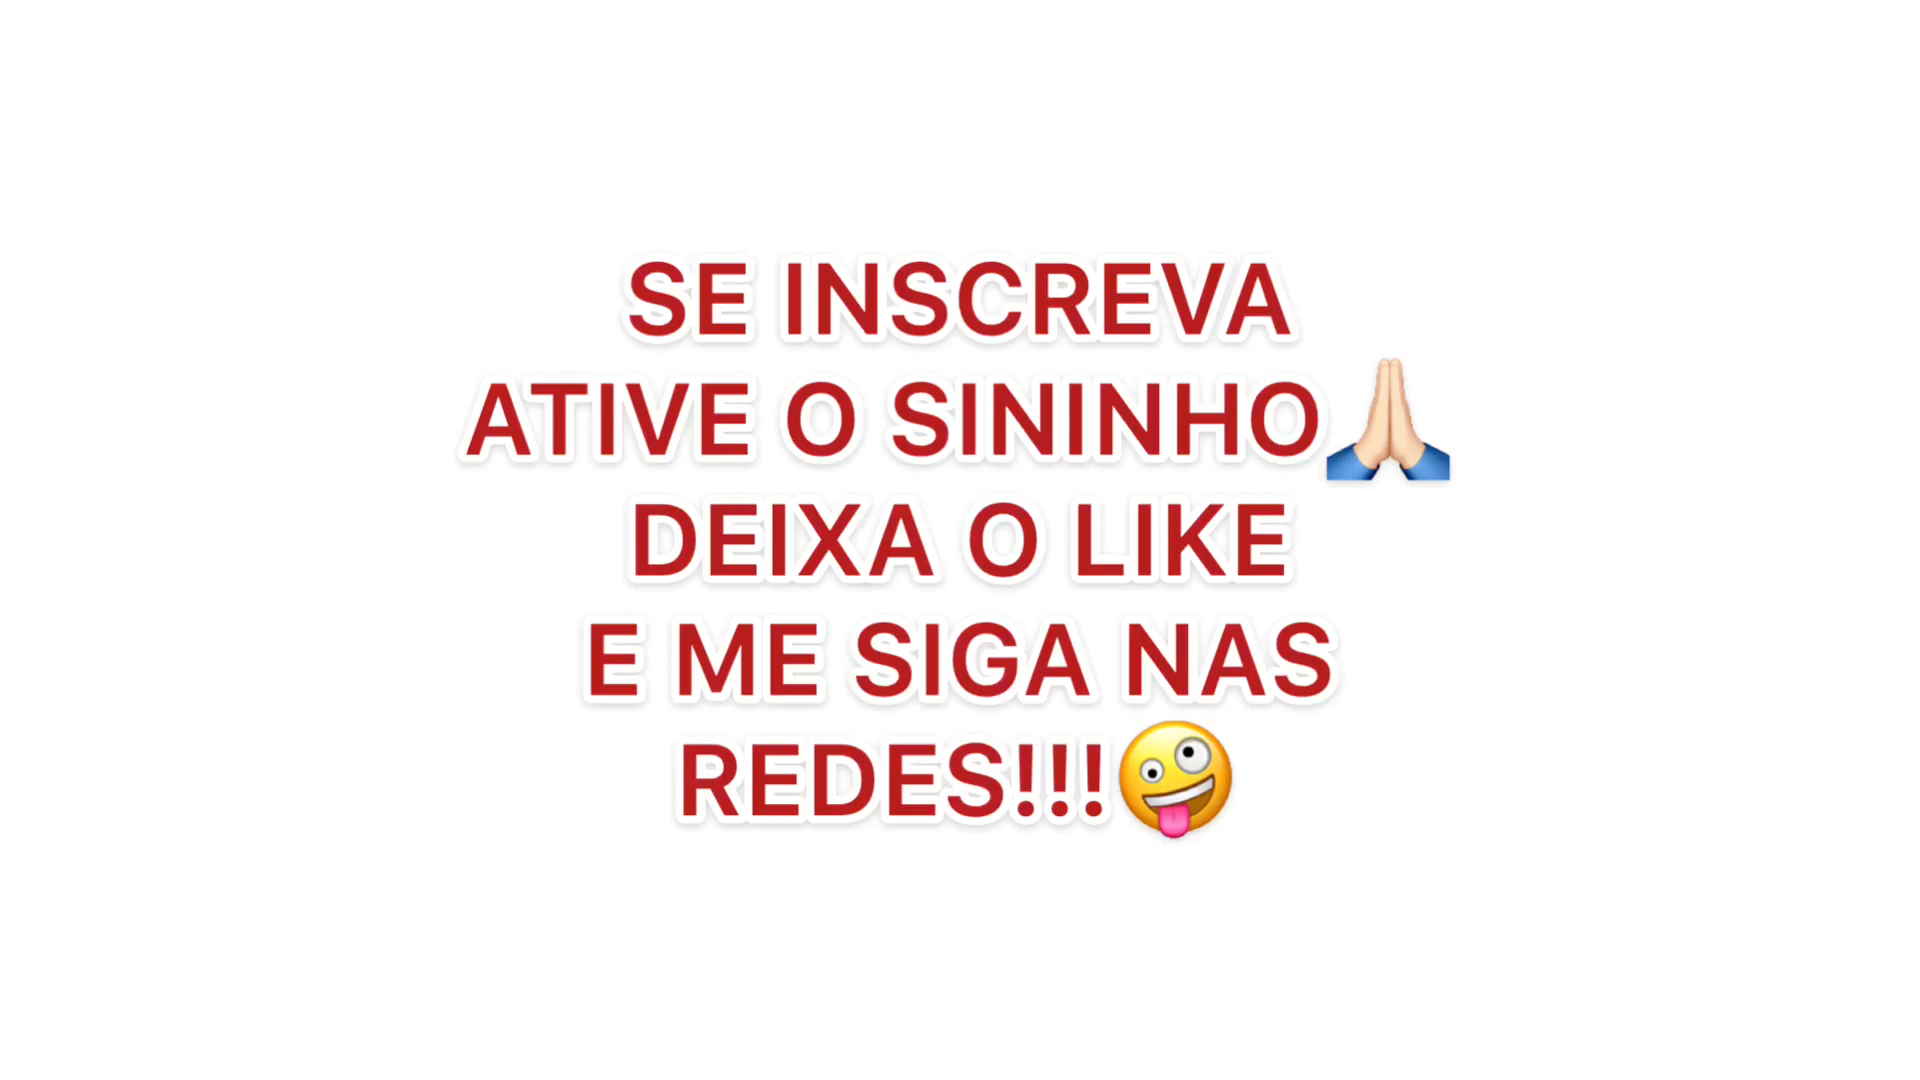 SE INSCREVA
ATIVE O SININHO🙏🏻
DEIXA O LIKE
E ME SIGA NAS
REDES!!!🤪